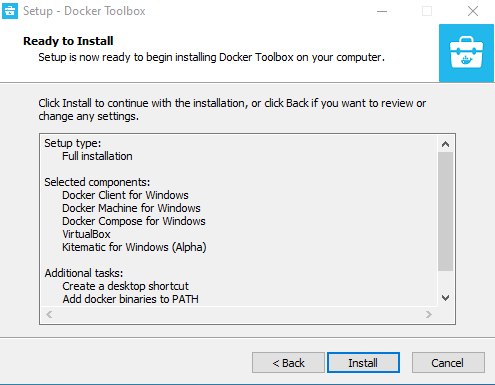 Setup - Docker Toolbox
Ready to Install
Setup is now ready to begin installing Docker Toolbox on your computer.
Click Install to continue with the installation, or click Back if you want to review or
change any settings.
Setup type:
Full installation
Selected components:
Docker Client for Windows
Docker Machine for Windows
Docker Compose for Windows
VirtualBox
Kitematic for Windows (Alpha)
Additional tasks:
Create a desktop shortcut
Add docker binaries to PATH
< Back
Install
Cancel